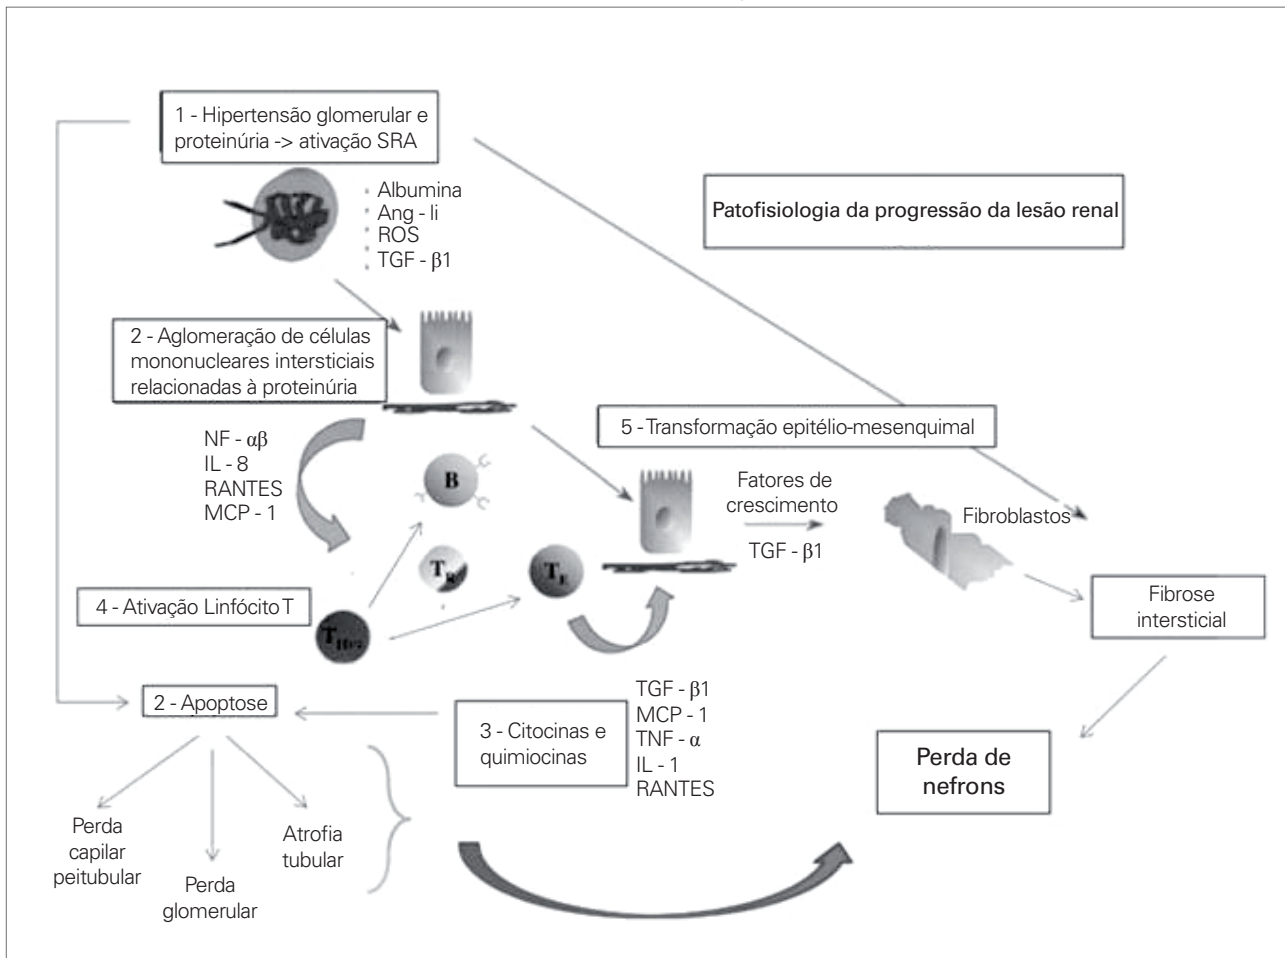 1 - Hipertensão glomerular e
proteinúria -> ativação SRA
Albumina
Ang - Ii
ROS
TGF - β1
Patofisiologia da progressão da lesão renal
2 - Aglomeração de células
mononucleares intersticiais
relacionadas à proteinúria
NF - αβ
IL - 8
RANTES
MCP - 1
B
5 - Transformação epitélio-mesenquimal
Fatores de
crescimento
TGF - β1
Fibroblastos
T
T
4 - Ativação Linfócito T
Fibrose
intersticial
2 - Apoptose
3 - Citocinas e
quimiocinas
TGF - β1
MCP - 1
TNF - α
IL - 1
RANTES
Perda de
nefrons
Perda
capilar
peitubular
Perda
glomerular
Atrofia
tubular